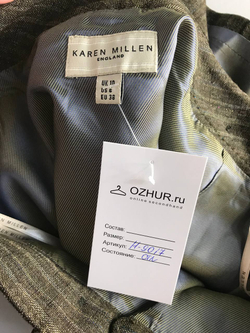 KAREN MILLEN
ENGLAND
UK 10
US 6
EU 38
OZHUR.ru
online secondhand
Состав:
Размер:
Артикул:
Состояние: